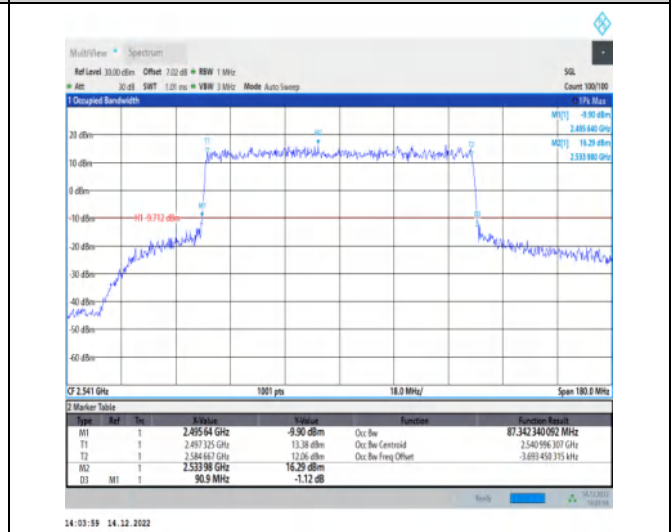 MultiView Spectrum
Ref Level 30.00 dBm Offset 7.02 dB RBW 1 MHz SGL
Att 30 dB SWT 1.01 ms VBW 3 MHz Mode Auto Sweep Count 100/100
1 Occupied Bandwidth 1Pk Max
M1[1] -9.90 dBm
2.495 640 GHz
M2[1] 16.29 dBm
2.533 980 GHz
20 dBm
10 dBm
0 dBm
-10 dBm
H1 -9.712 dBm
-20 dBm
-30 dBm
-40 dBm
-50 dBm
-60 dBm
T1
M2
T2
M1
D3
CF 2.541 GHz 1001 pts 18.0 MHz/ Span 180.0 MHz
2 Marker Table
Type Ref Trc X-Value Y-Value Function Function Result
M1 1 2.495 64 GHz -9.90 dBm Occ Bw 87.342 340 092 MHz
T1 1 2.497 325 GHz 13.38 dBm Occ Bw Centroid 2.540 996 307 GHz
T2 1 2.584 667 GHz 12.06 dBm Occ Bw Freq Offset -3.693 450 315 kHz
M2 1 2.533 98 GHz 16.29 dBm
D3 M1 1 90.9 MHz -1.12 dB
Ready
14:03:59 14.12.2022